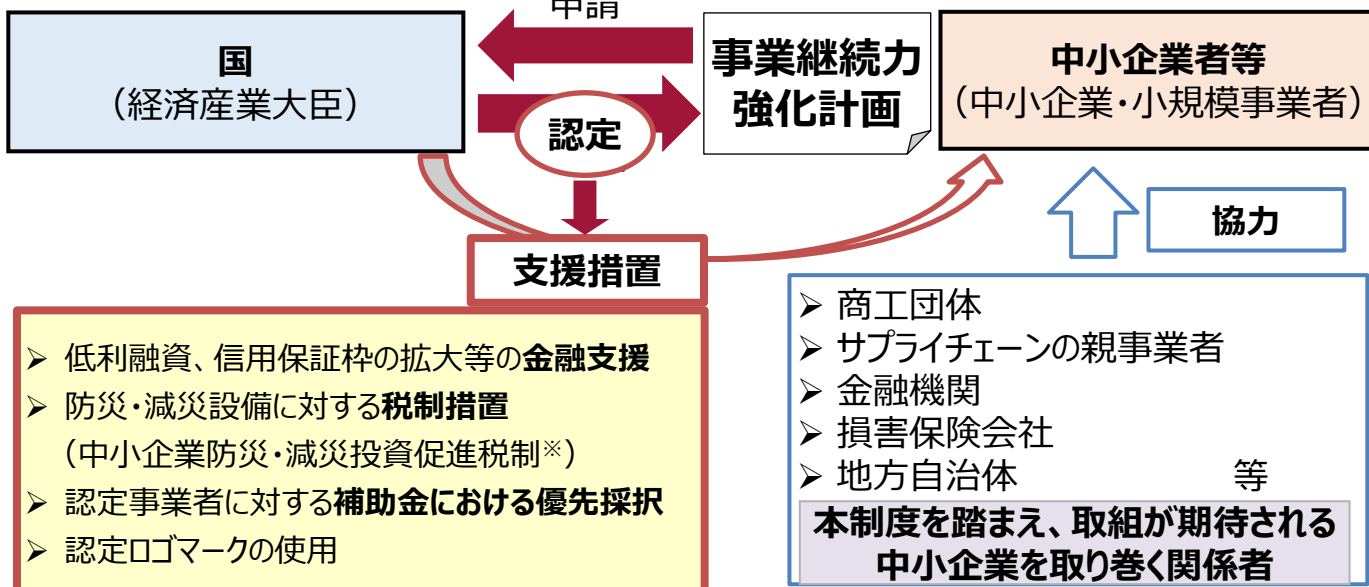 申請
国
（経済産業大臣）
認定
事業継続力
強化計画
中小企業者等
（中小企業・小規模事業者）
支援措置
協力
➢ 低利融資、信用保証枠の拡大等の金融支援
➢ 防災・減災設備に対する税制措置
（中小企業防災・減災投資促進税制※）
➢ 認定事業者に対する補助金における優先採択
➢ 認定ロゴマークの使用
➢ 商工団体
➢ サプライチェーンの親事業者
➢ 金融機関
➢ 損害保険会社
➢ 地方自治体 等
本制度を踏まえ、取組が期待される
中小企業を取り巻く関係者